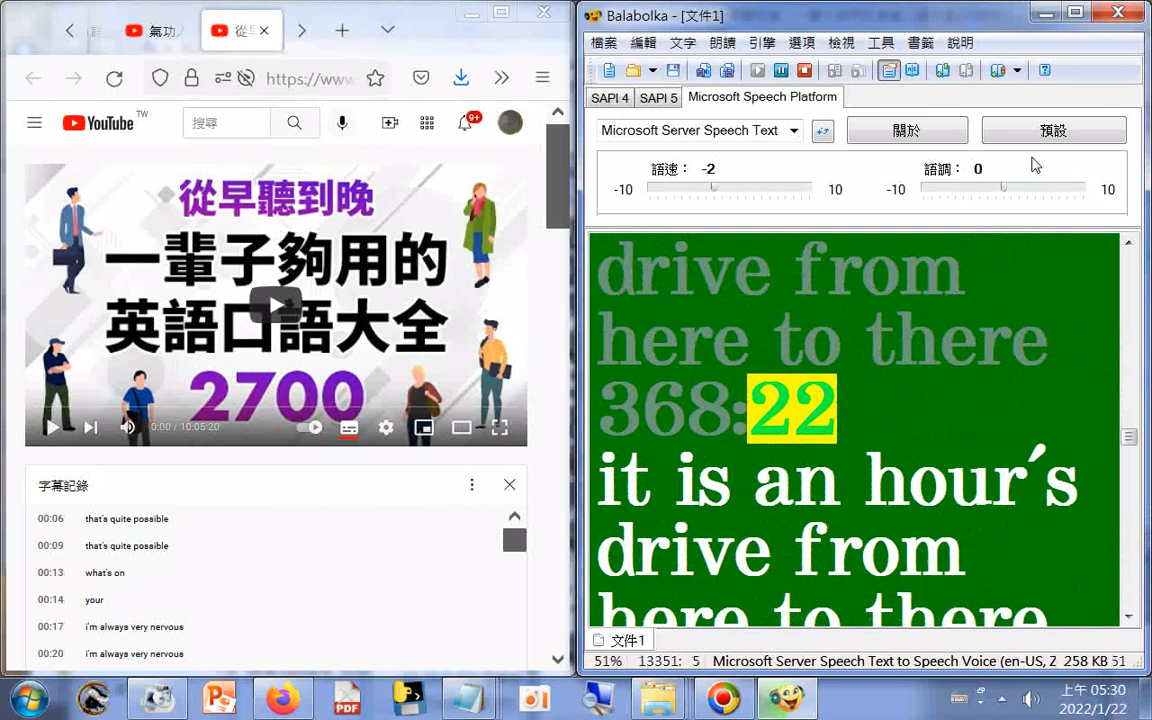 氣功
從
https://www
YouTube TW
搜尋
9+
從早聽到晚
一輩子夠用的
英語口語大全
2700
0:00 / 10:05:20
字幕記錄
00:06 that's quite possible
00:09 that's quite possible
00:13 what's on
00:14 your
00:17 i'm always very nervous
00:20 i'm always very nervous
Balabolka - [文件1]
檔案 編輯 文字 朗讀 引擎 選項 檢視 工具 書籤 說明
SAPI 4 SAPI 5 Microsoft Speech Platform
Microsoft Server Speech Text 關於 預設
語速： -2 語調： 0
-10 10 -10 10
drive from
here to there
368:22
it is an hour's
drive from
here to there
文件1
51% 13351: 5 Microsoft Server Speech Text to Speech Voice (en-US, Z 258 KB 51
PDF
上午 05:30
2022/1/22